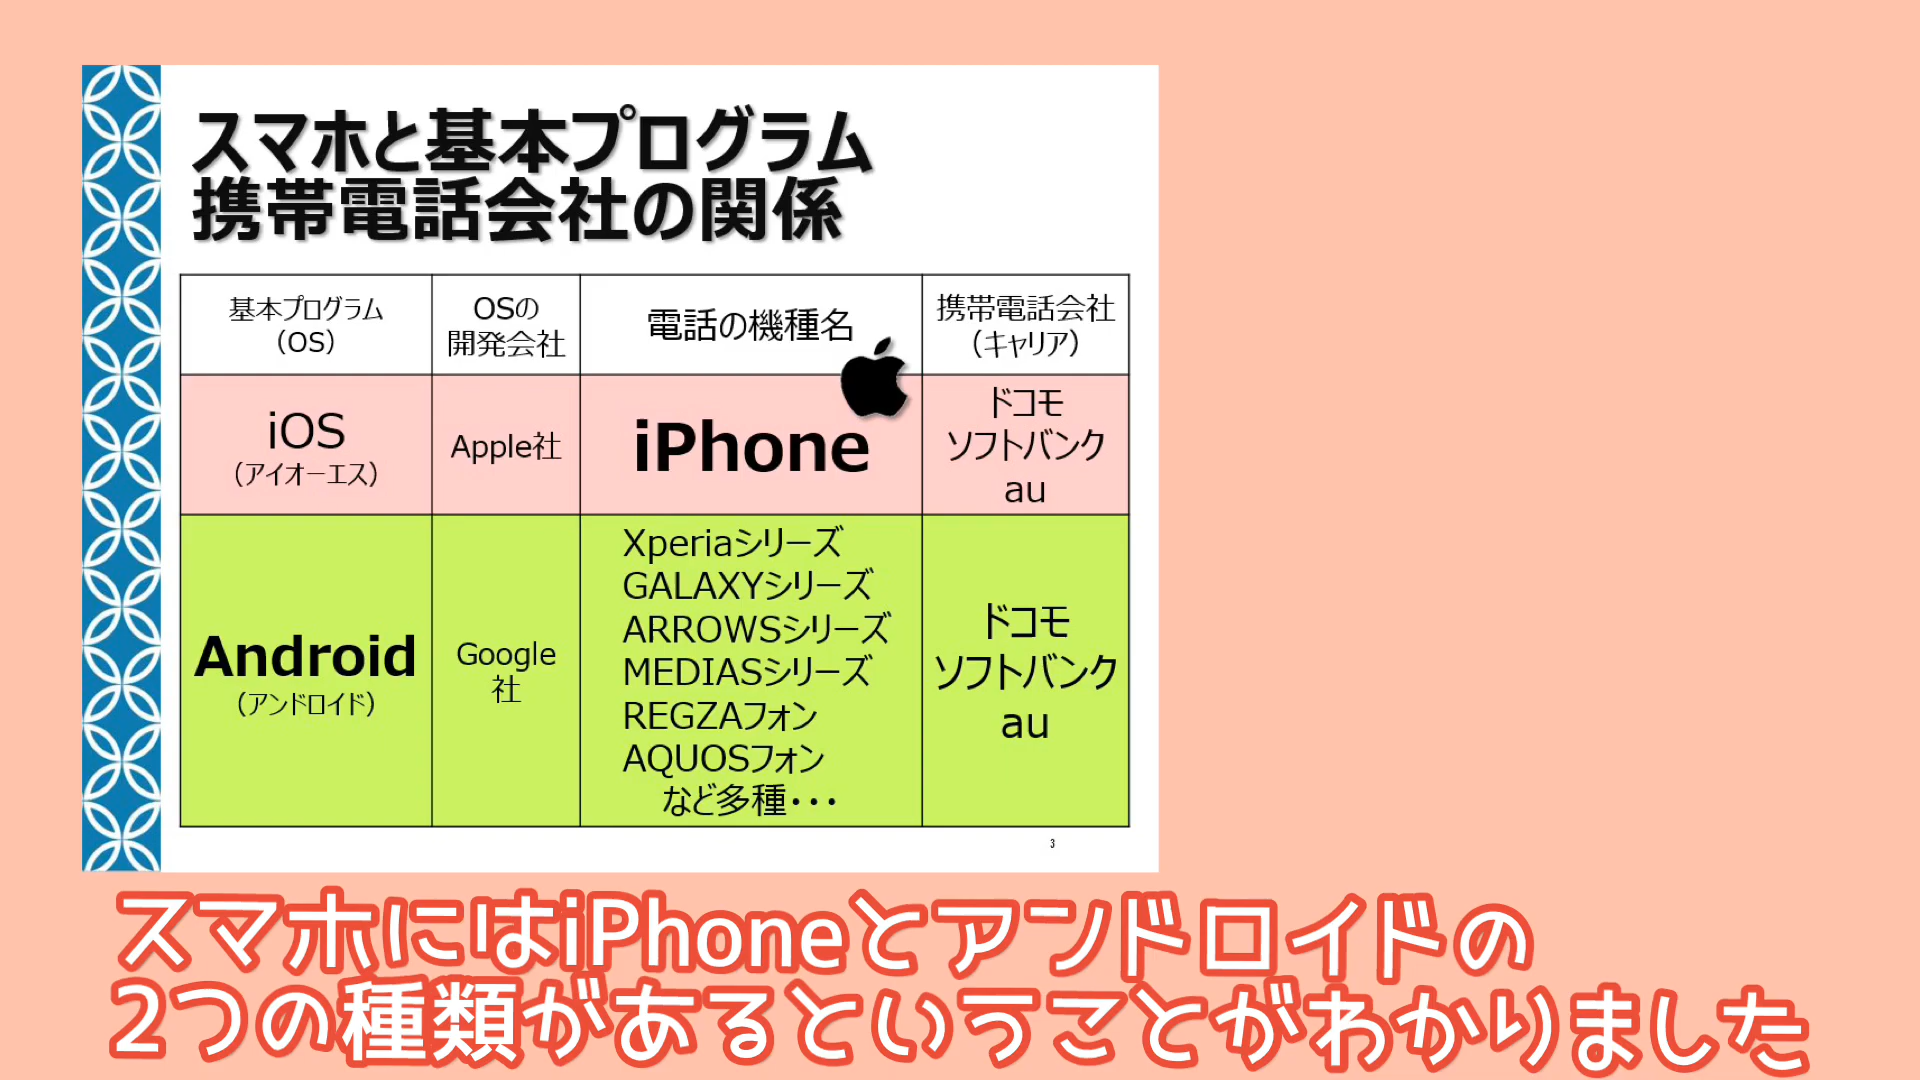 スマホと基本プログラム
携帯電話会社の関係
基本プログラム
（OS）
OSの
開発会社
電話の機種名
携帯電話会社
（キャリア）
iOS
（アイオーエス）
Apple社
iPhone
ドコモ
ソフトバンク
au
Android
（アンドロイド）
Google
社
Xperiaシリーズ
GALAXYシリーズ
ARROWSシリーズ
MEDIASシリーズ
REGZAフォン
AQUOSフォン
など多種・・・
ドコモ
ソフトバンク
au
3
スマホにはiPhoneとアンドロイドの
2つの種類があるということがわかりました